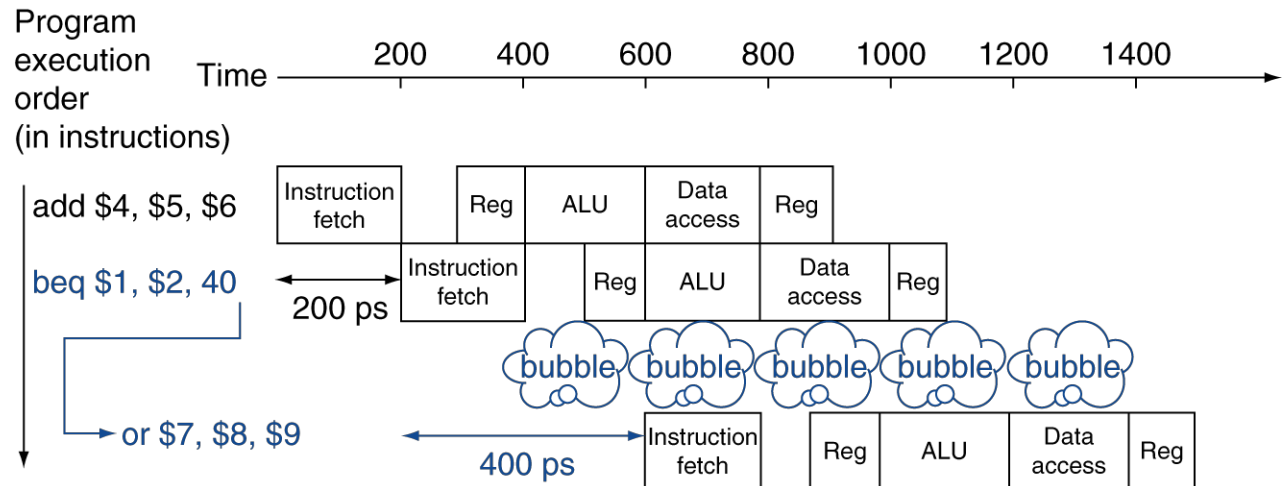 Program
execution
order
(in instructions)
Time
200 400 600 800 1000 1200 1400
add $4, $5, $6
Instruction
fetch
Reg
ALU
Data
access
Reg
beq $1, $2, 40
200 ps
Instruction
fetch
Reg
ALU
Data
access
Reg
bubble bubble bubble bubble bubble
or $7, $8, $9
400 ps
Instruction
fetch
Reg
ALU
Data
access
Reg